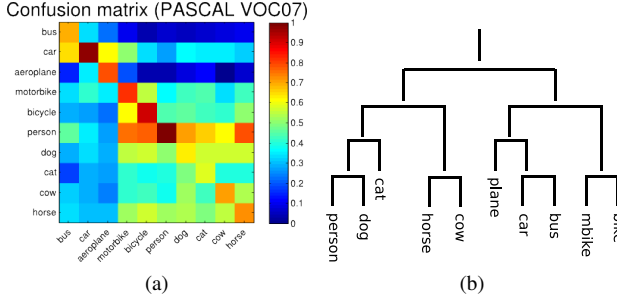 Confusion matrix (PASCAL VOC07)
bus
car
aeroplane
motorbike
bicycle
person
dog
cat
cow
horse
bus
car
aeroplane
motorbike
bicycle
person
dog
cat
cow
horse
1
0.9
0.8
0.7
0.6
0.5
0.4
0.3
0.2
0.1
0
(a)
person
dog
cat
horse
cow
plane
car
bus
mbike
bike
(b)